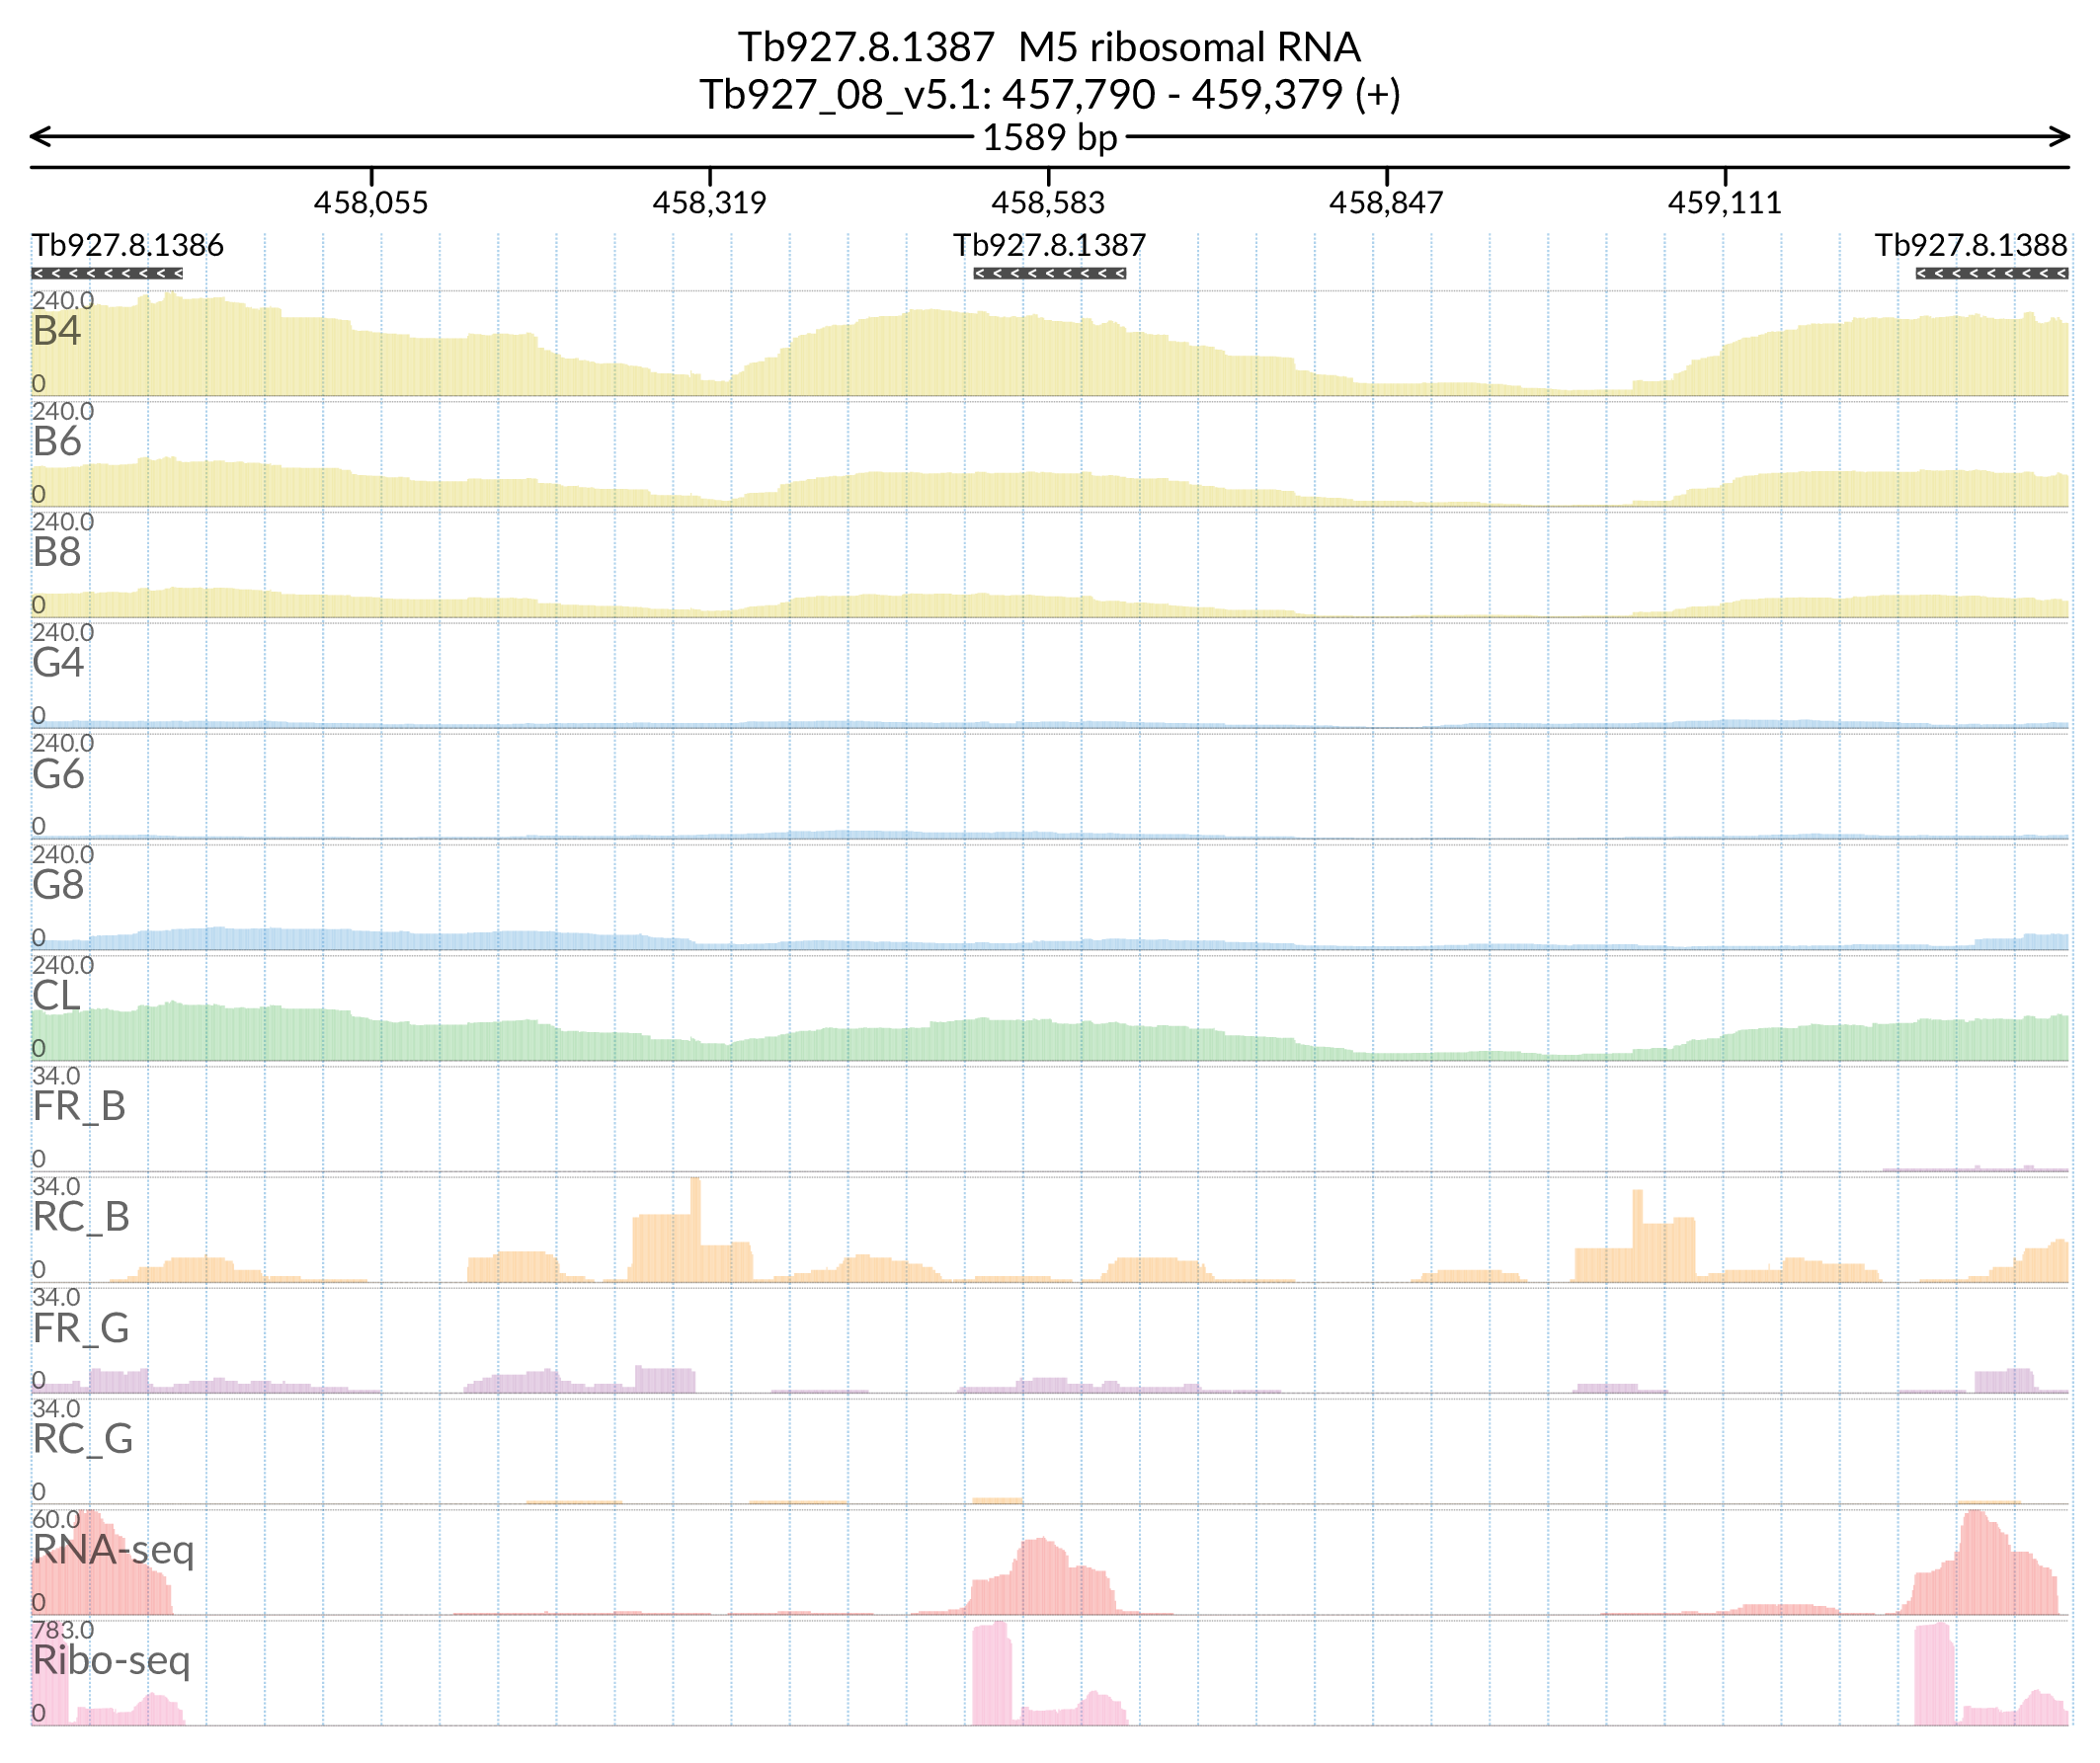 Tb927.8.1387 M5 ribosomal RNA
Tb927_08_v5.1: 457,790 - 459,379 (+)
1589 bp
458,055 458,319 458,583 458,847 459,111
Tb927.8.1386 Tb927.8.1387 Tb927.8.1388
240.0
B4
0
240.0
B6
0
240.0
B8
0
240.0
G4
0
240.0
G6
0
240.0
G8
0
240.0
CL
0
34.0
FR_B
0
34.0
RC_B
0
34.0
FR_G
0
34.0
RC_G
0
60.0
RNA-seq
0
783.0
Ribo-seq
0